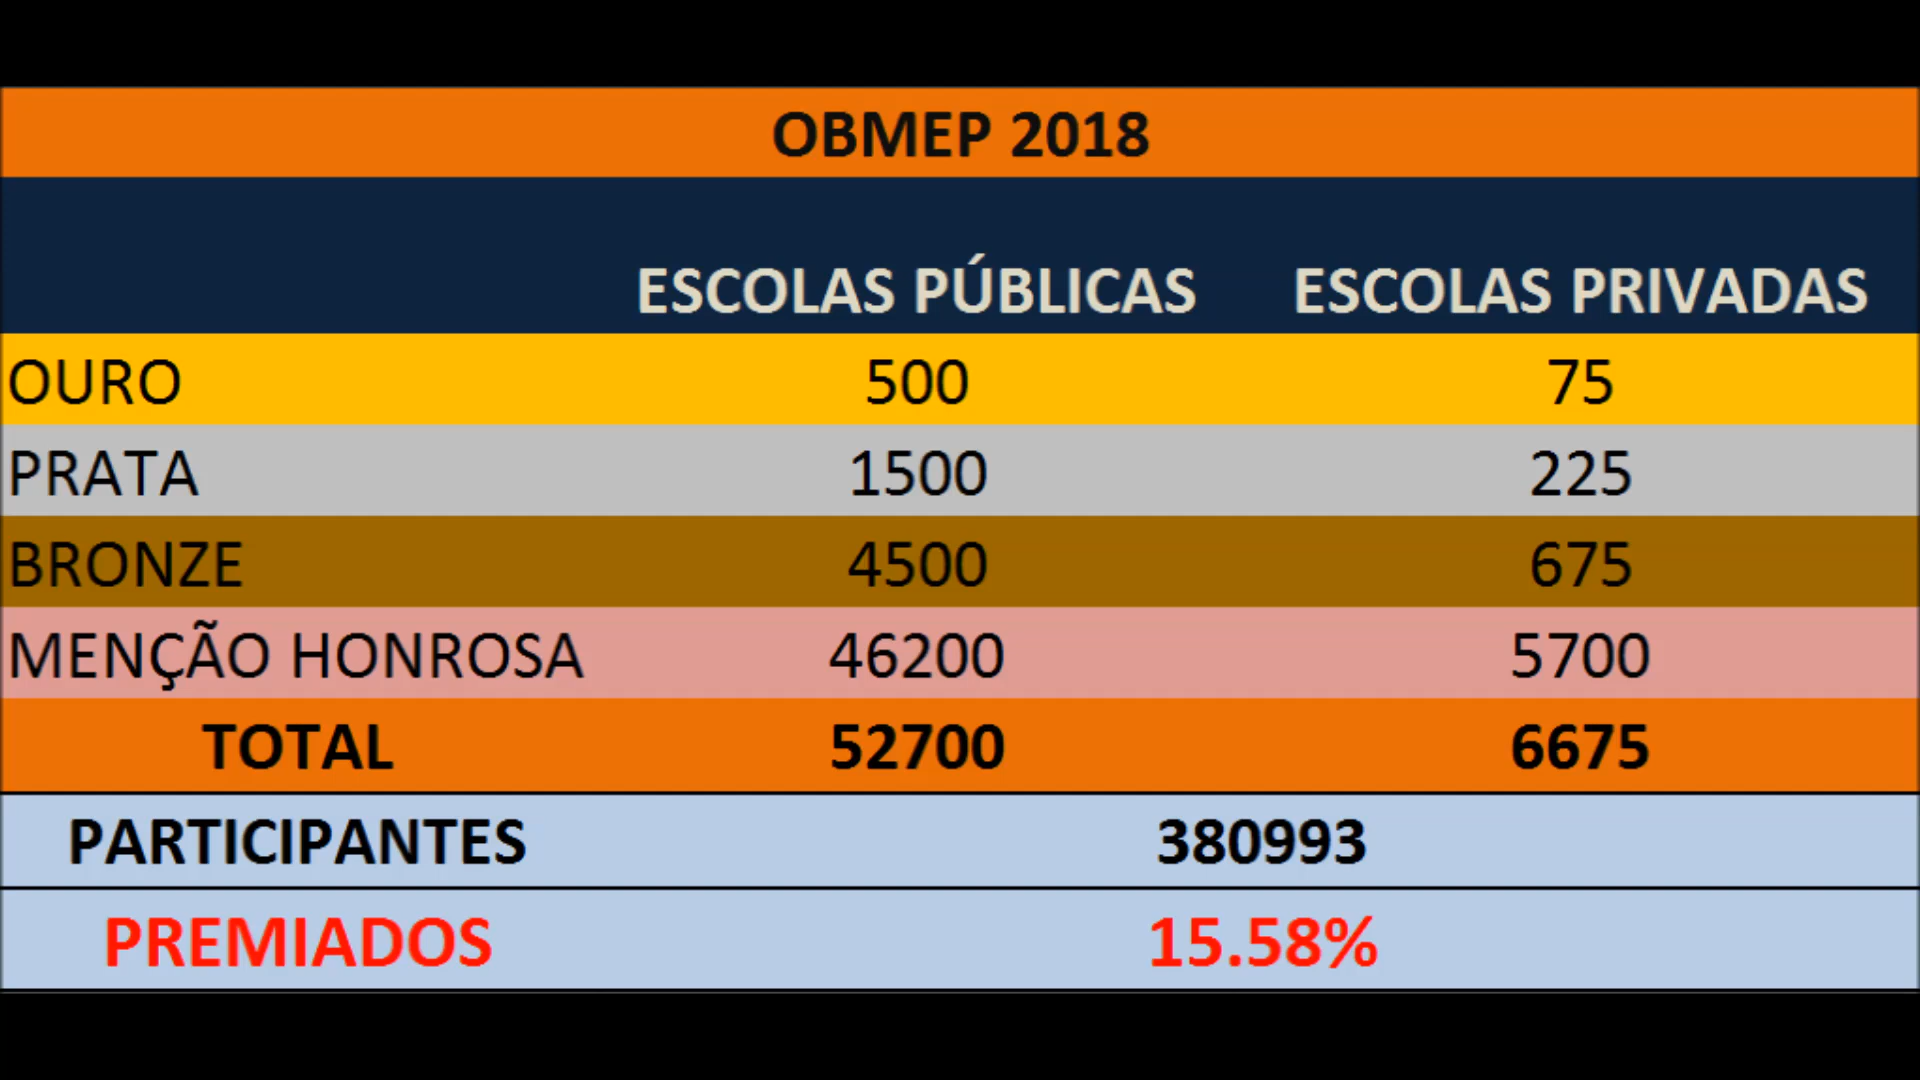 OBMEP 2018
ESCOLAS PÚBLICAS ESCOLAS PRIVADAS
OURO 500 75
PRATA 1500 225
BRONZE 4500 675
MENÇÃO HONROSA 46200 5700
TOTAL 52700 6675
PARTICIPANTES 380993
PREMIADOS 15.58%